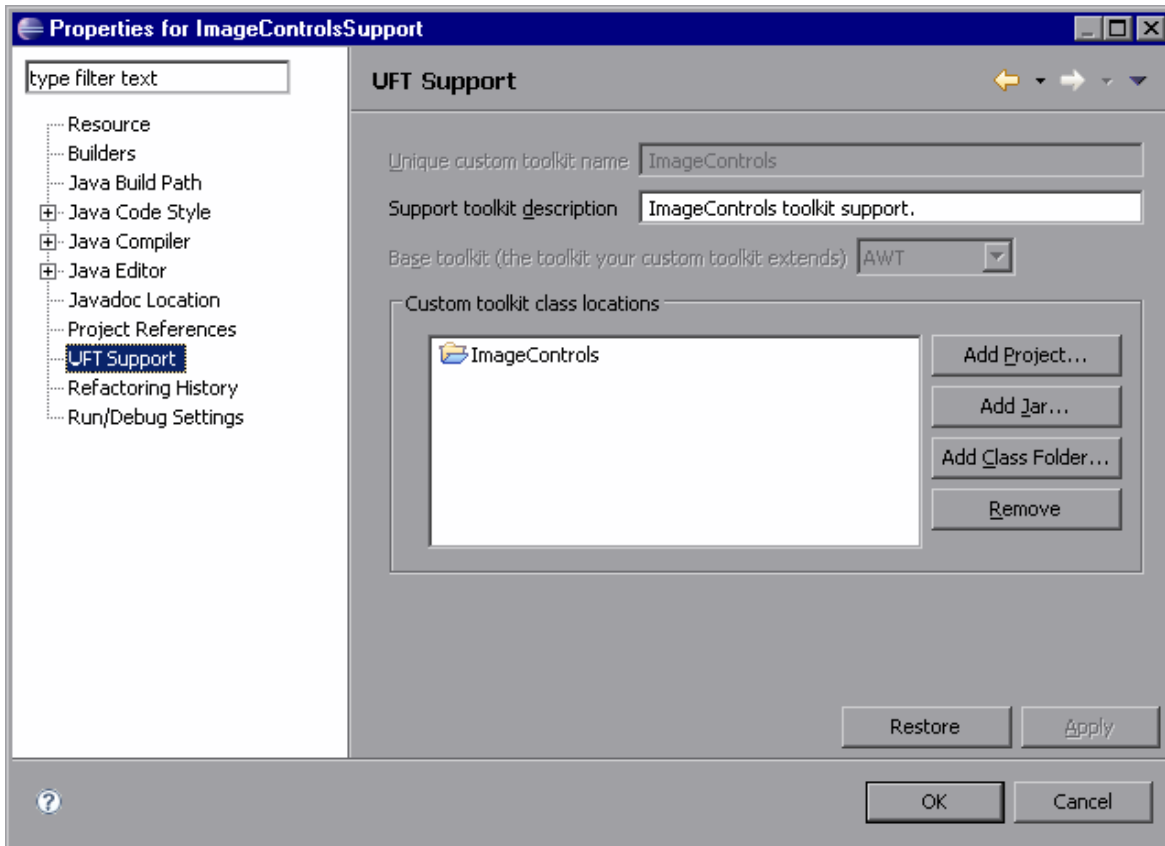 Properties for ImageControlsSupport
type filter text
Resource
Builders
Java Build Path
Java Code Style
Java Compiler
Java Editor
Javadoc Location
Project References
UFT Support
Refactoring History
Run/Debug Settings
UFT Support
Unique custom toolkit name ImageControls
Support toolkit description ImageControls toolkit support.
Base toolkit (the toolkit your custom toolkit extends) AWT
Custom toolkit class locations
ImageControls
Add Project...
Add Jar...
Add Class Folder...
Remove
Restore Apply
? OK Cancel